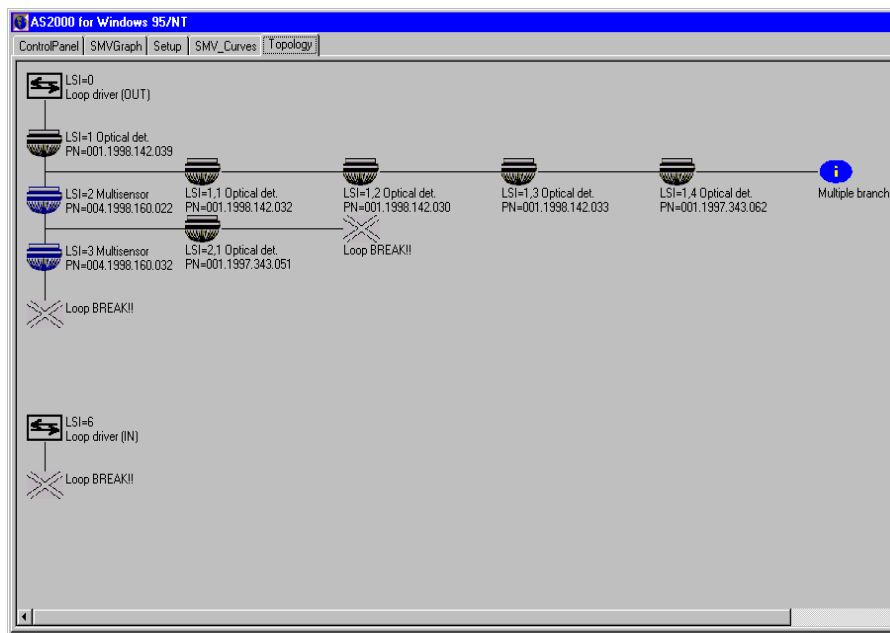 AS2000 for Windows 95/NT
ControlPanel SMVGraph Setup SMV_Curves Topology
LSI=0
Loop driver (OUT)
LSI=1 Optical det.
PN=001.1998.142.039
LSI=2 Multisensor
PN=004.1998.160.022
LSI=1,1 Optical det.
PN=001.1998.142.032
LSI=1,2 Optical det.
PN=001.1998.142.030
LSI=1,3 Optical det.
PN=001.1998.142.033
LSI=1,4 Optical det.
PN=001.1997.343.062
i
Multiple branch
LSI=3 Multisensor
PN=004.1998.160.032
LSI=2,1 Optical det.
PN=001.1997.343.051
Loop BREAK!!
Loop BREAK!!
LSI=6
Loop driver (IN)
Loop BREAK!!